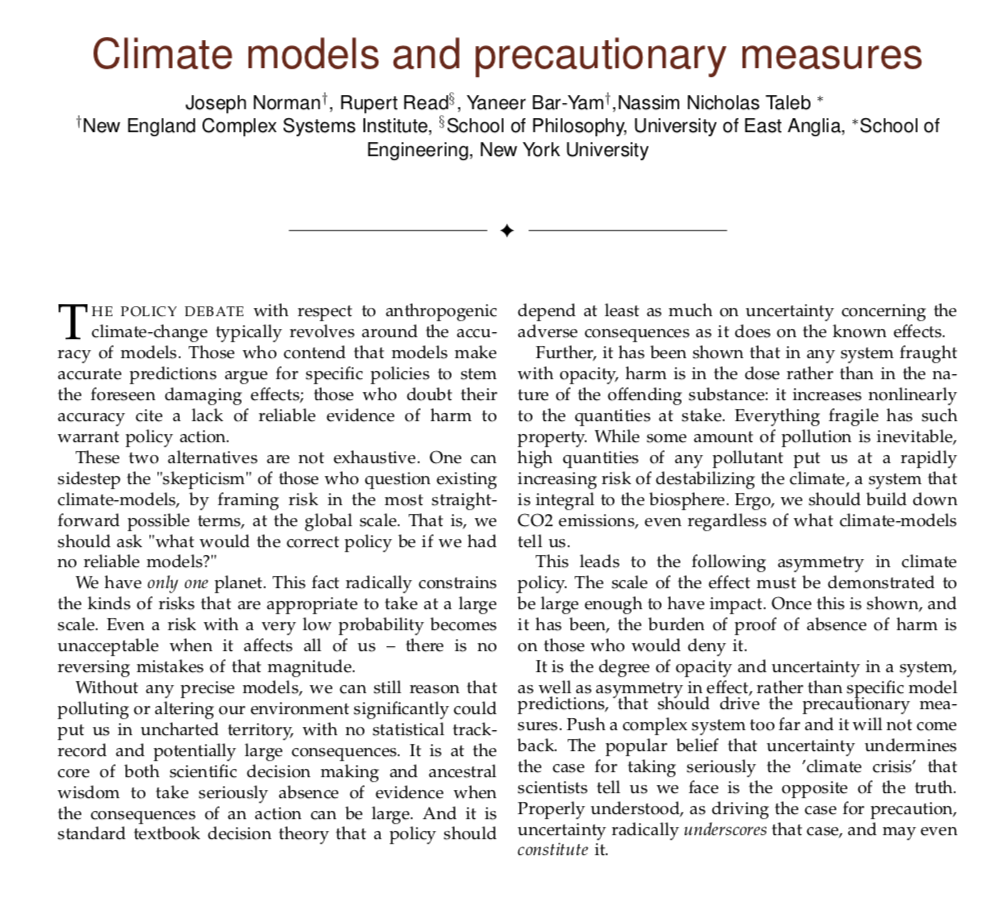 Climate models and precautionary measures
Joseph Norman†, Rupert Read§, Yaneer Bar-Yam†,Nassim Nicholas Taleb *
†New England Complex Systems Institute, §School of Philosophy, University of East Anglia, *School of
Engineering, New York University
THE POLICY DEBATE with respect to anthropogenic
climate-change typically revolves around the accu-
racy of models. Those who contend that models make
accurate predictions argue for specific policies to stem
the foreseen damaging effects; those who doubt their
accuracy cite a lack of reliable evidence of harm to
warrant policy action.
These two alternatives are not exhaustive. One can
sidestep the "skepticism" of those who question existing
climate-models, by framing risk in the most straight-
forward possible terms, at the global scale. That is, we
should ask "what would the correct policy be if we had
no reliable models?"
We have only one planet. This fact radically constrains
the kinds of risks that are appropriate to take at a large
scale. Even a risk with a very low probability becomes
unacceptable when it affects all of us – there is no
reversing mistakes of that magnitude.
Without any precise models, we can still reason that
polluting or altering our environment significantly could
put us in uncharted territory, with no statistical track-
record and potentially large consequences. It is at the
core of both scientific decision making and ancestral
wisdom to take seriously absence of evidence when
the consequences of an action can be large. And it is
standard textbook decision theory that a policy should
depend at least as much on uncertainty concerning the
adverse consequences as it does on the known effects.
Further, it has been shown that in any system fraught
with opacity, harm is in the dose rather than in the na-
ture of the offending substance: it increases nonlinearly
to the quantities at stake. Everything fragile has such
property. While some amount of pollution is inevitable,
high quantities of any pollutant put us at a rapidly
increasing risk of destabilizing the climate, a system that
is integral to the biosphere. Ergo, we should build down
CO2 emissions, even regardless of what climate-models
tell us.
This leads to the following asymmetry in climate
policy. The scale of the effect must be demonstrated to
be large enough to have impact. Once this is shown, and
it has been, the burden of proof of absence of harm is
on those who would deny it.
It is the degree of opacity and uncertainty in a system,
as well as asymmetry in effect, rather than specific model
predictions, that should drive the precautionary mea-
sures. Push a complex system too far and it will not come
back. The popular belief that uncertainty undermines
the case for taking seriously the 'climate crisis' that
scientists tell us we face is the opposite of the truth.
Properly understood, as driving the case for precaution,
uncertainty radically underscores that case, and may even
constitute it.